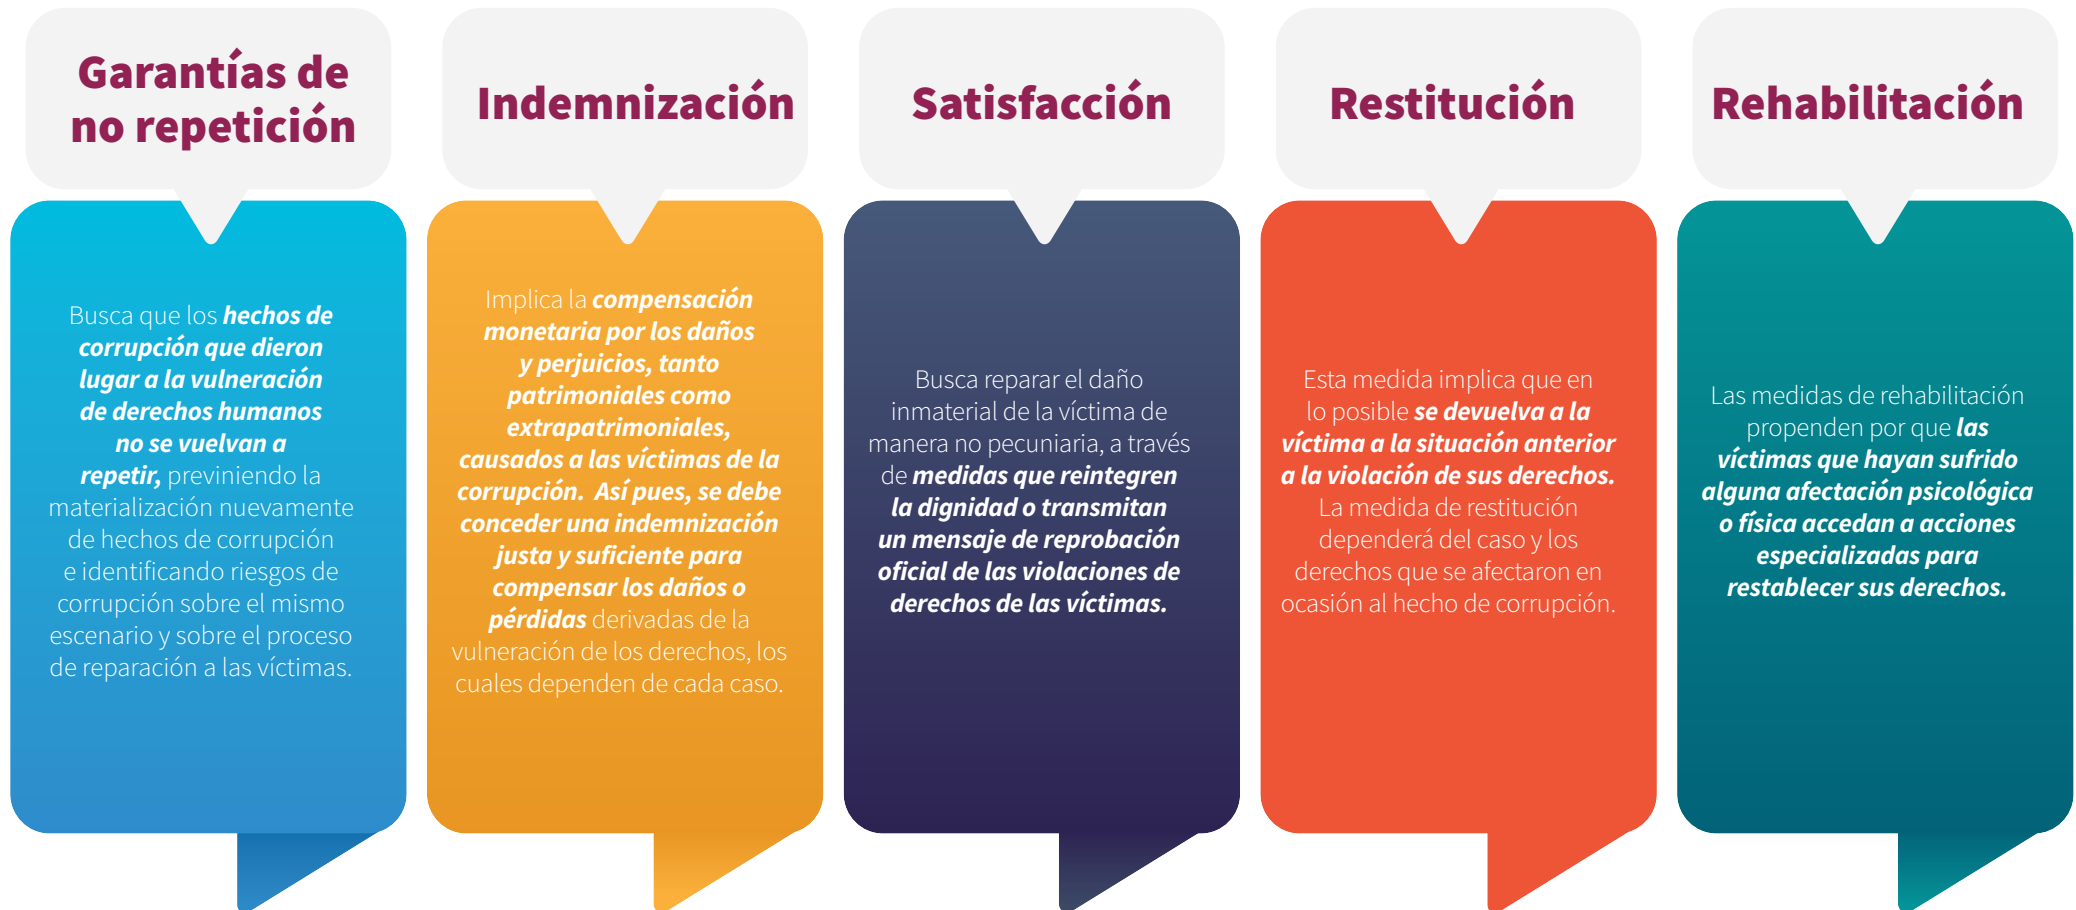 Garantías de
no repetición
Busca que los hechos de
corrupción que dieron
lugar a la vulneración
de derechos humanos
no se vuelvan a
repetir, previniendo la
materialización nuevamente
de hechos de corrupción
e identificando riesgos de
corrupción sobre el mismo
escenario y sobre el proceso
de reparación a las víctimas.
Indemnización
Implica la compensación
monetaria por los daños
y perjuicios, tanto
patrimoniales como
extrapatrimoniales,
causados a las víctimas de la
corrupción. Así pues, se debe
conceder una indemnización
justa y suficiente para
compensar los daños o
pérdidas derivadas de la
vulneración de los derechos, los
cuales dependen de cada caso.
Satisfacción
Busca reparar el daño
inmaterial de la víctima de
manera no pecuniaria, a través
de medidas que reintegren
la dignidad o transmitan
un mensaje de reprobación
oficial de las violaciones de
derechos de las víctimas.
Restitución
Esta medida implica que en
lo posible se devuelva a la
víctima a la situación anterior
a la violación de sus derechos.
La medida de restitución
dependerá del caso y los
derechos que se afectaron en
ocasión al hecho de corrupción.
Rehabilitación
Las medidas de rehabilitación
propenden por que las
víctimas que hayan sufrido
alguna afectación psicológica
o física accedan a acciones
especializadas para
restablecer sus derechos.